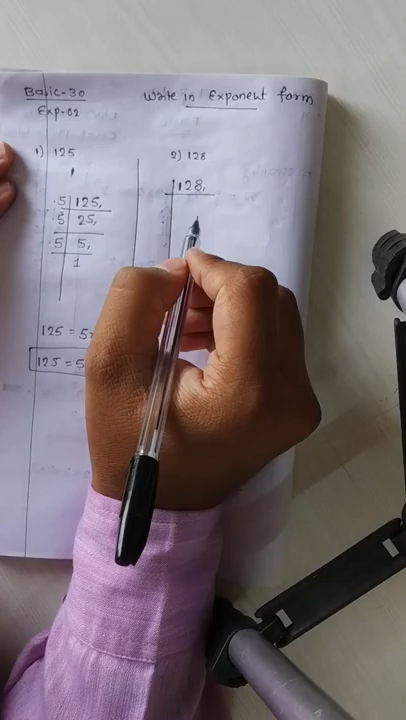 Basic-30
Write in Exponent form
Exp-02
1) 125
5 125,
5 25,
5 5,
1
125 = 5
125 = 5
2) 128
128,